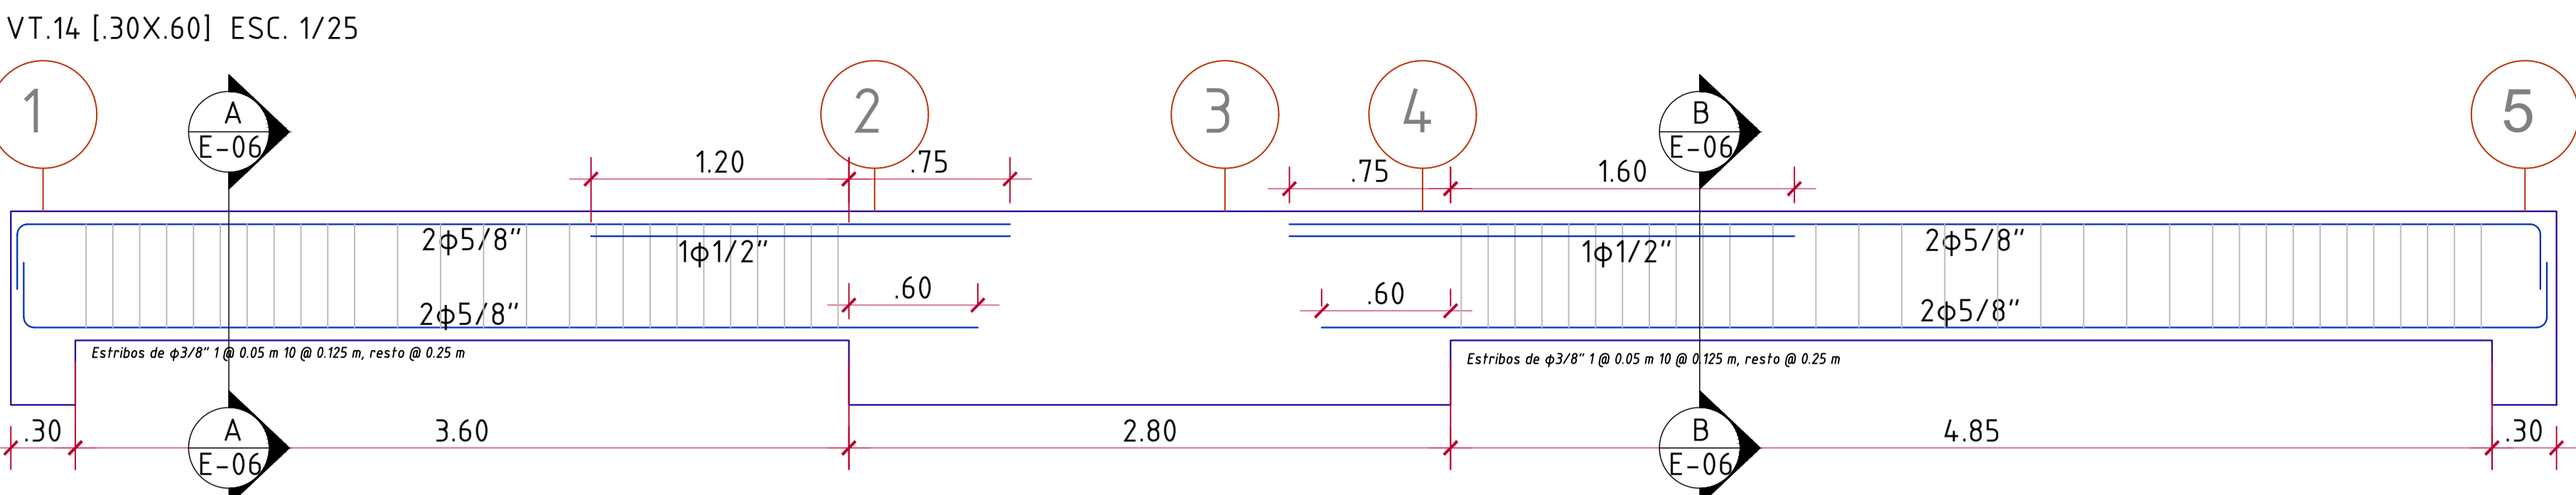 VT.14 [.30X.60] ESC. 1/25
1
A
E-06
2
3
4
B
E-06
5
1.20
.75
.75
1.60
2ϕ5/8"
1ϕ1/2"
1ϕ1/2"
2ϕ5/8"
.60
.60
2ϕ5/8"
2ϕ5/8"
Estribos de ϕ3/8" 1 @ 0.05 m 10 @ 0.125 m, resto @ 0.25 m
Estribos de ϕ3/8" 1 @ 0.05 m 10 @ 0.125 m, resto @ 0.25 m
.30
A
E-06
3.60
2.80
B
E-06
4.85
.30